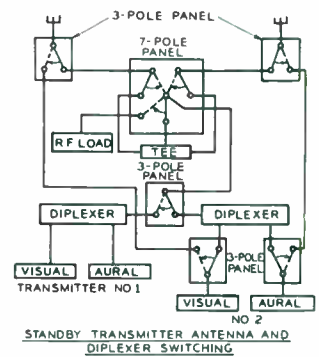 3-POLE PANEL
7-POLE
PANEL
RF LOAD
TEE
3-POLE
PANEL
DIPLEXER
DIPLEXER
3-POLE
PANEL
VISUAL
AURAL
TRANSMITTER NO 1
VISUAL
AURAL
NO 2
STANDBY TRANSMITTER ANTENNA AND
DIPLEXER SWITCHING